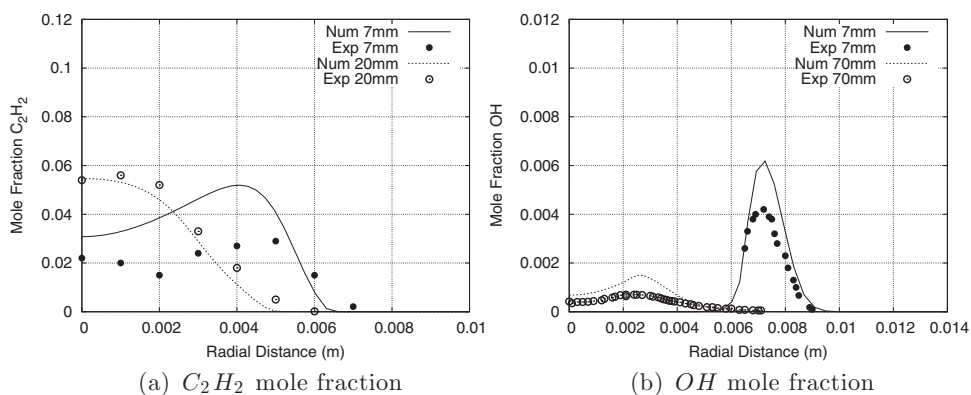 0.12
0.1
0.08
0.06
0.04
0.02
0
Mole Fraction C2H2
Num 7mm
Exp 7mm
Num 20mm
Exp 20mm
0 0.002 0.004 0.006 0.008 0.01
Radial Distance (m)
(a) C2H2 mole fraction
0.012
0.01
0.008
0.006
0.004
0.002
0
Mole Fraction OH
Num 7mm
Exp 7mm
Num 70mm
Exp 70mm
0 0.002 0.004 0.006 0.008 0.01 0.012 0.014
Radial Distance (m)
(b) OH mole fraction